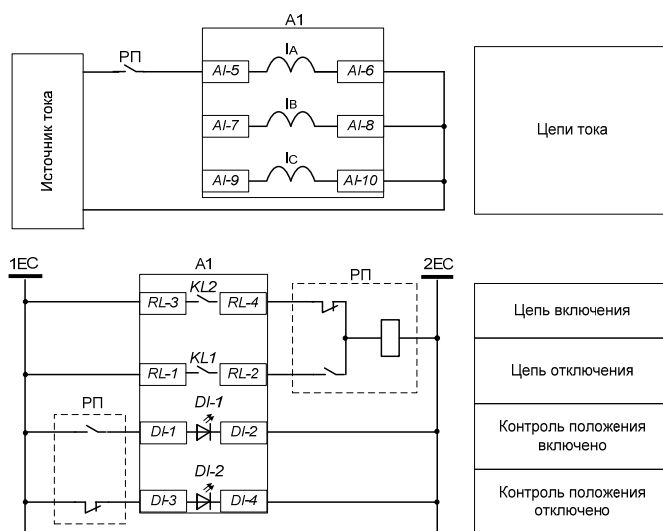 A1
РП
IA
AI-5
AI-6
IB
AI-7
AI-8
IC
AI-9
AI-10
Источник тока
Цепи тока
1ЕС
A1
РП
2ЕС
KL2
RL-3
RL-4
Цепь включения
KL1
RL-1
RL-2
Цепь отключения
РП
DI-1
DI-1
DI-2
Контроль положения
включено
DI-2
DI-3
DI-4
Контроль положения
отключено